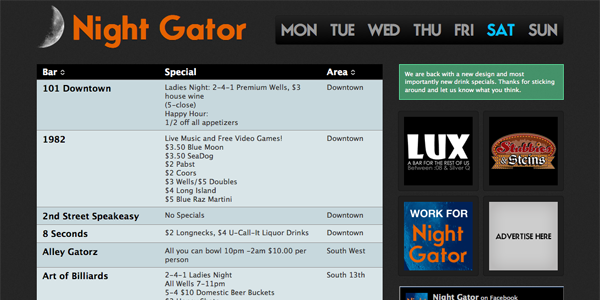 Night Gator
MON TUE WED THU FRI SAT SUN
Bar Special Area
101 Downtown
Ladies Night: 2-4-1 Premium Wells, $3
house wine
(5-close)
Happy Hour:
1/2 off all appetizers
Downtown
1982
Live Music and Free Video Games!
$3.50 Blue Moon
$3.50 SeaDog
$2 Pabst
$2 Coors
$3 Wells/$5 Doubles
$4 Long Island
$5 Blue Raz Martini
Downtown
2nd Street Speakeasy No Specials Downtown
8 Seconds $2 Longnecks, $4 U-Call-It Liquor Drinks Downtown
Alley Gatorz
All you can bowl 10pm -2am $10.00 per
person
South West
Art of Billiards
2-4-1 Ladies Night
All Wells 7-11pm
5-4 $10 Domestic Beer Buckets
South 13th
We are back with a new design and most
importantly new drink specials. Thanks for sticking
around and let us know what you think.
LUX
A BAR FOR THE REST OF US
Between :08 & Silver Q
Stubbies
& Steins
WORK FOR
Night
Gator
ADVERTISE HERE
Night Gator on Facebook